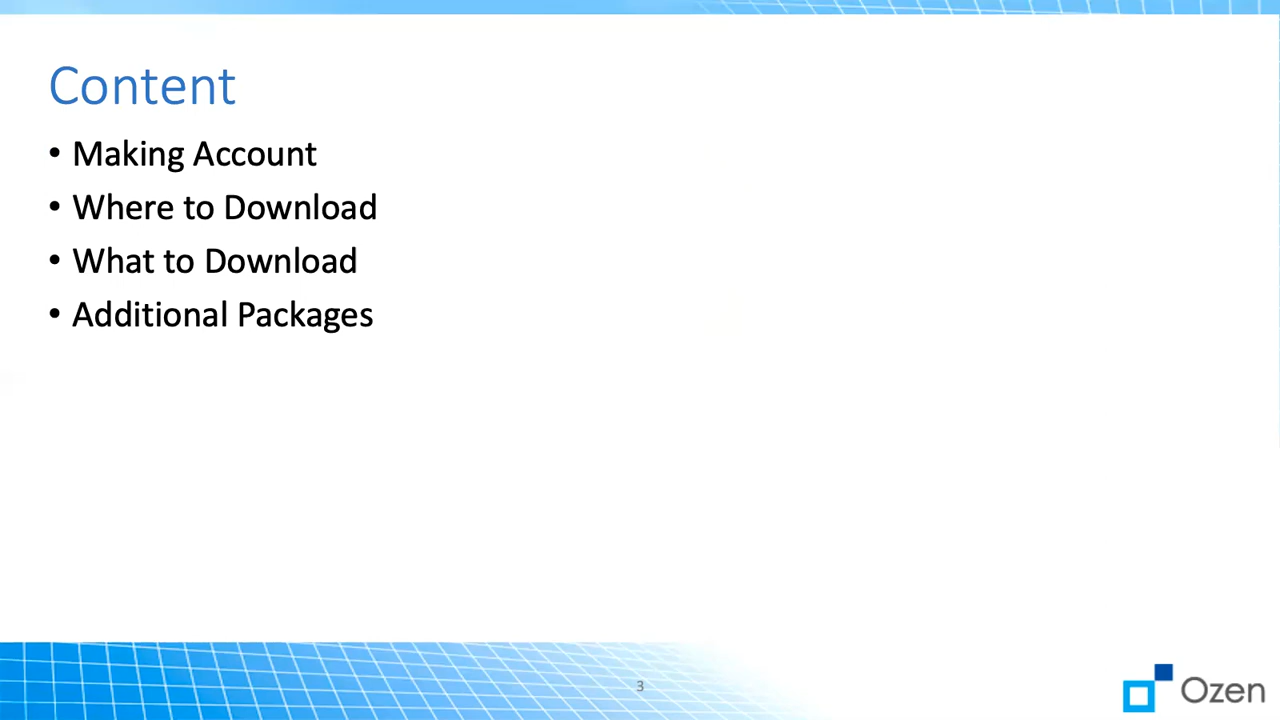 Content
• Making Account
• Where to Download
• What to Download
• Additional Packages
3
Ozen